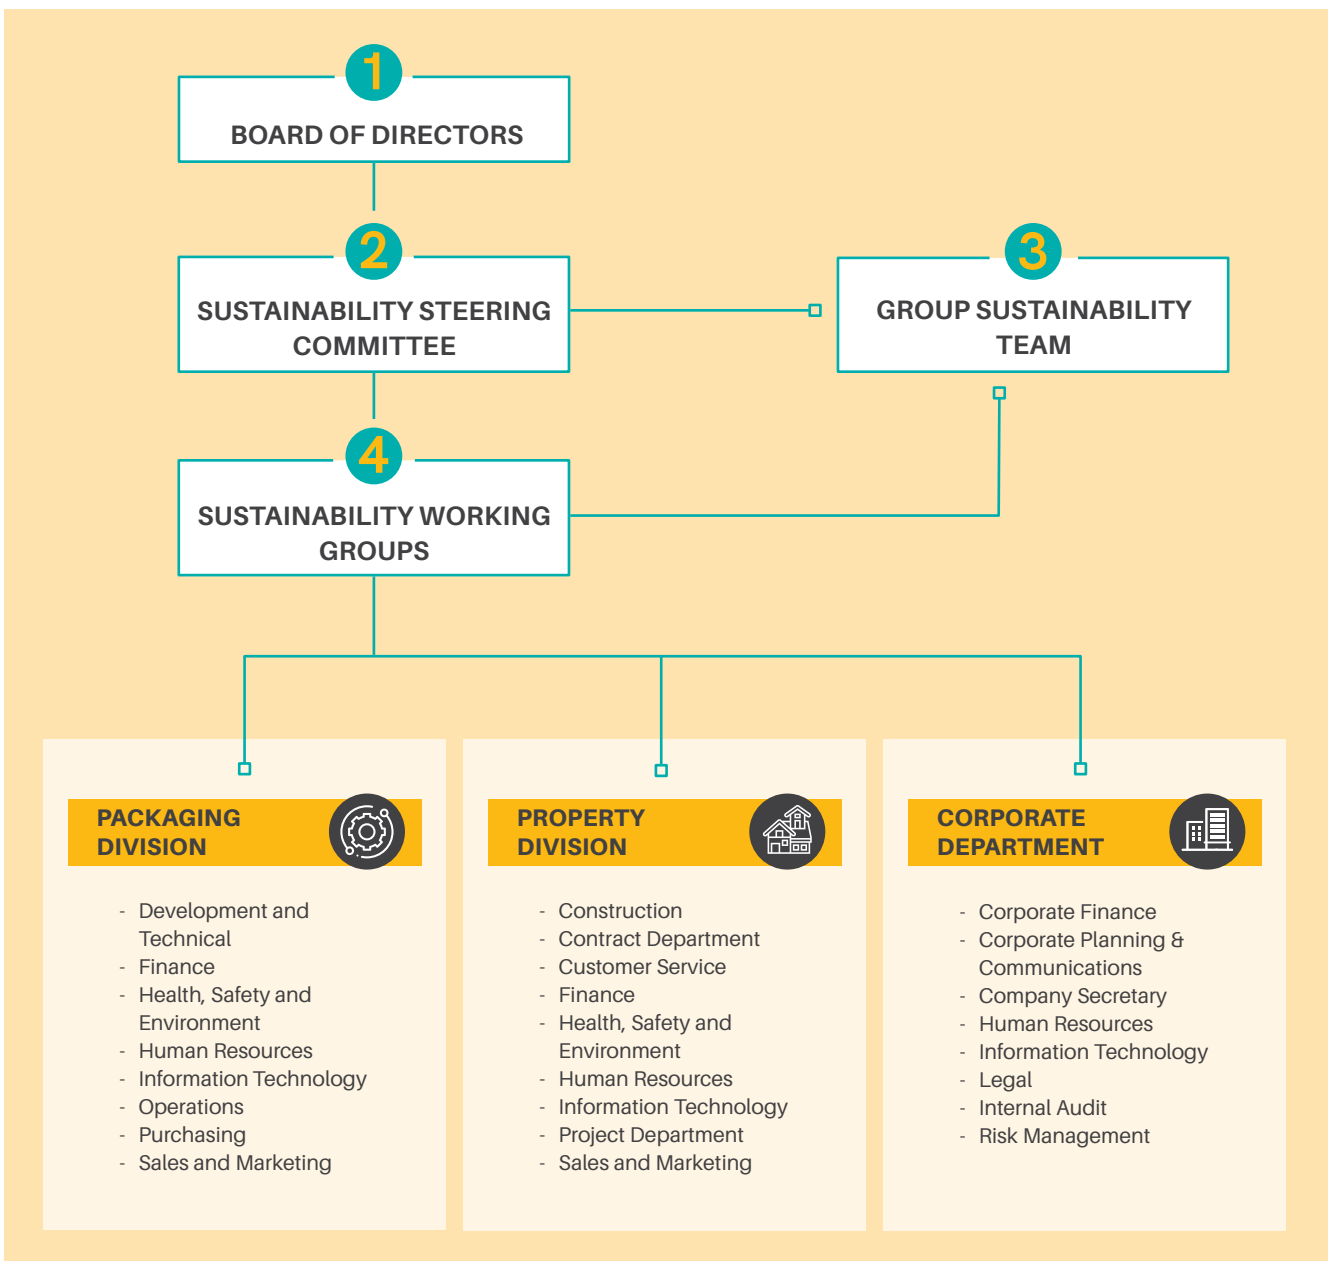 1
BOARD OF DIRECTORS
2
SUSTAINABILITY STEERING
COMMITTEE
3
GROUP SUSTAINABILITY
TEAM
4
SUSTAINABILITY WORKING
GROUPS
PACKAGING
DIVISION
- Development and
Technical
- Finance
- Health, Safety and
Environment
- Human Resources
- Information Technology
- Operations
- Purchasing
- Sales and Marketing
PROPERTY
DIVISION
- Construction
- Contract Department
- Customer Service
- Finance
- Health, Safety and
Environment
- Human Resources
- Information Technology
- Project Department
- Sales and Marketing
CORPORATE
DEPARTMENT
- Corporate Finance
- Corporate Planning &
Communications
- Company Secretary
- Human Resources
- Information Technology
- Legal
- Internal Audit
- Risk Management